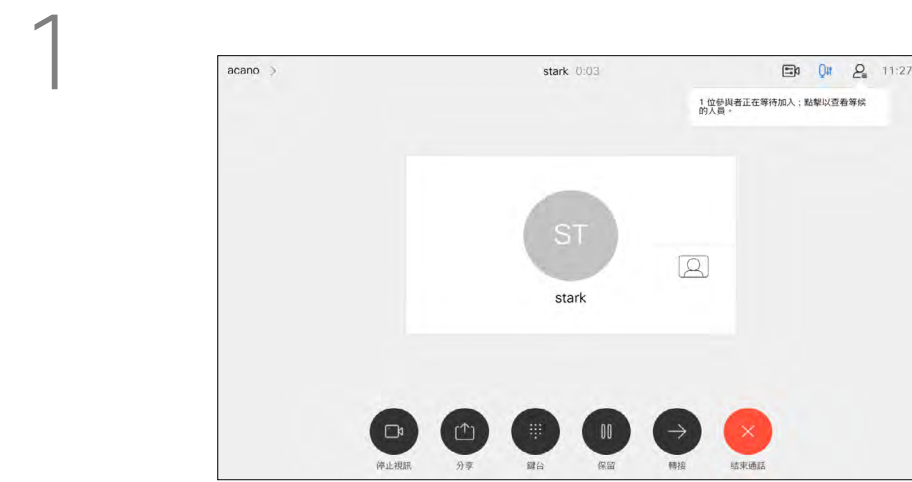 1
acano >
stark 0:03
11:27
1 位參與者正在等待加入；點擊以查看等候
的人員。
ST
stark
停止視訊
分享
鍵台
保留
轉接
結束通話